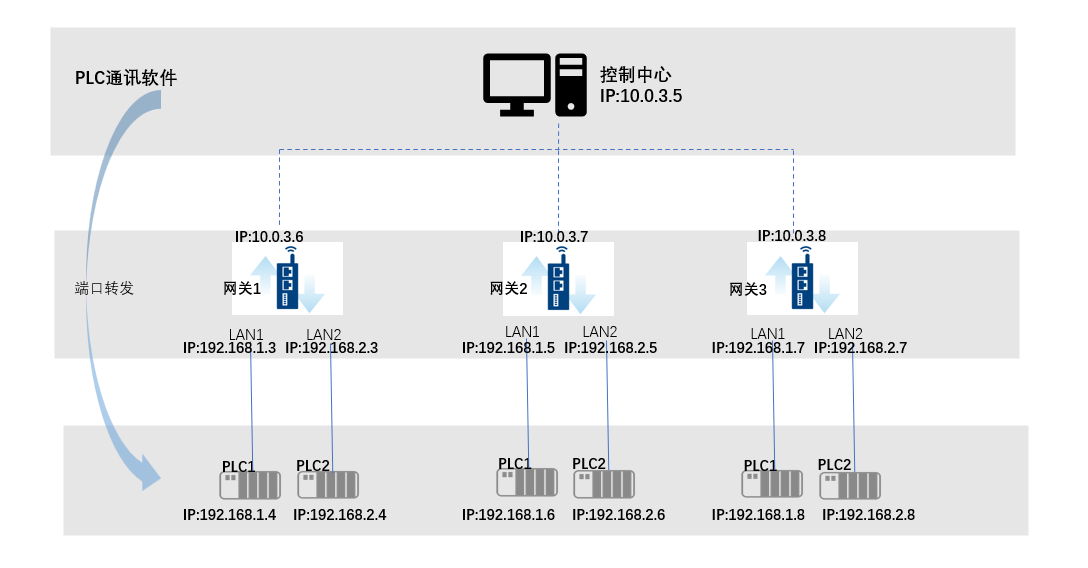 PLC通讯软件
控制中心
IP:10.0.3.5
IP:10.0.3.6
IP:10.0.3.7
IP:10.0.3.8
端口转发
网关1
网关2
网关3
LAN1
LAN2
LAN1
LAN2
LAN1
LAN2
IP:192.168.1.3
IP:192.168.2.3
IP:192.168.1.5
IP:192.168.2.5
IP:192.168.1.7
IP:192.168.2.7
PLC1
PLC2
PLC1
PLC2
PLC1
PLC2
IP:192.168.1.4
IP:192.168.2.4
IP:192.168.1.6
IP:192.168.2.6
IP:192.168.1.8
IP:192.168.2.8